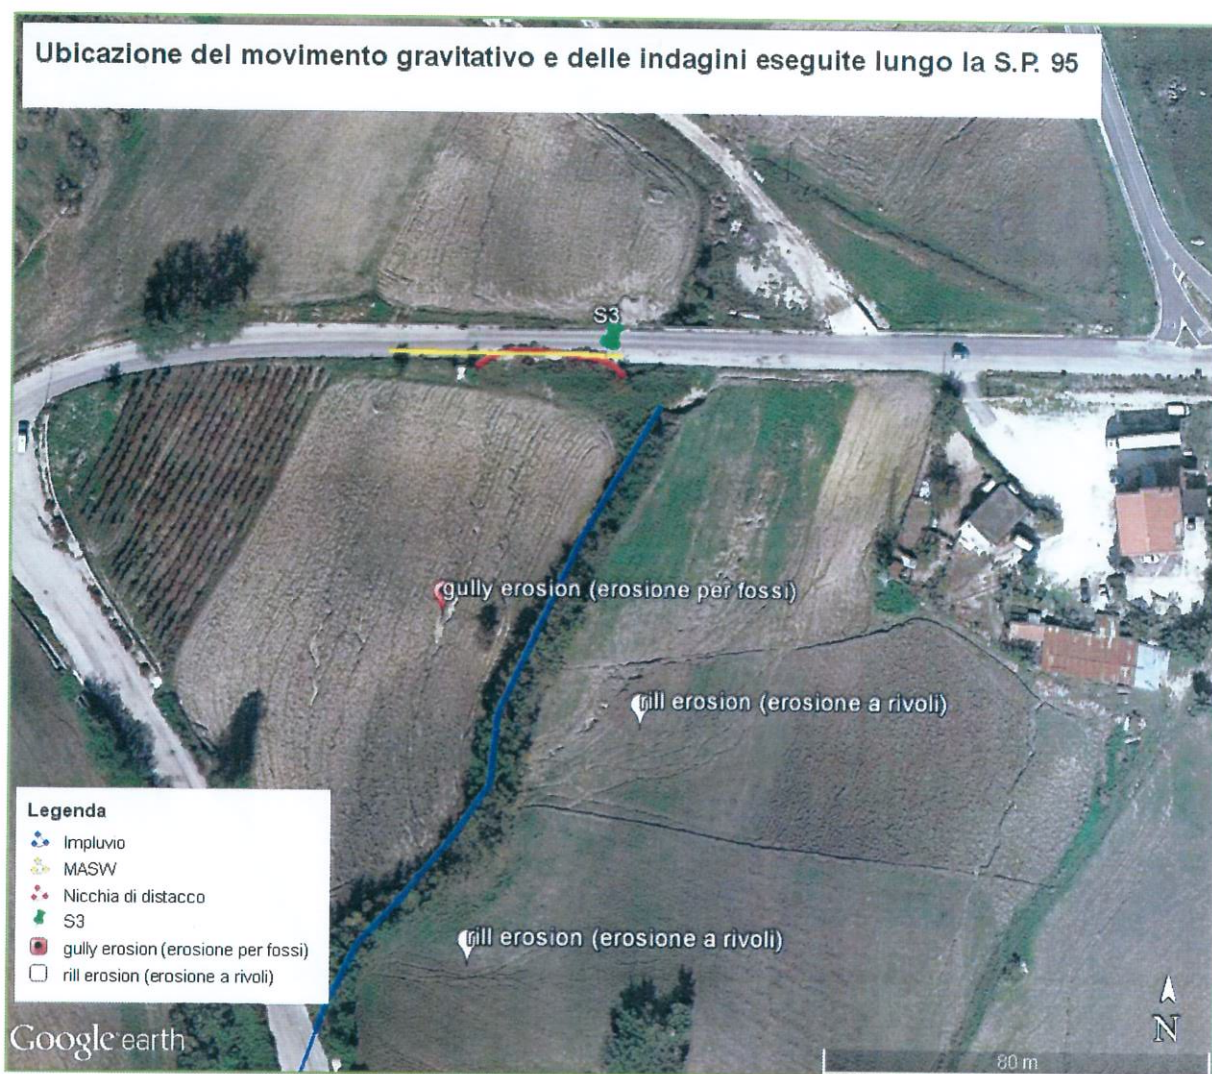 Ubicazione del movimento gravitativo e delle indagini eseguite lungo la S.P. 95
S3
gully erosion (erosione per fossi)
rill erosion (erosione a rivoli)
rill erosion (erosione a rivoli)
Legenda
Impluvio
MASW
Nicchia di distacco
S3
gully erosion (erosione per fossi)
rill erosion (erosione a rivoli)
Google earth
N
80 m